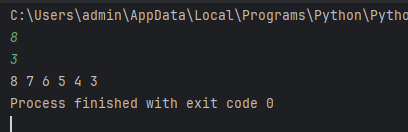 C:\Users\admin\AppData\Local\Programs\Python\Pytho
8
3
8 7 6 5 4 3
Process finished with exit code 0